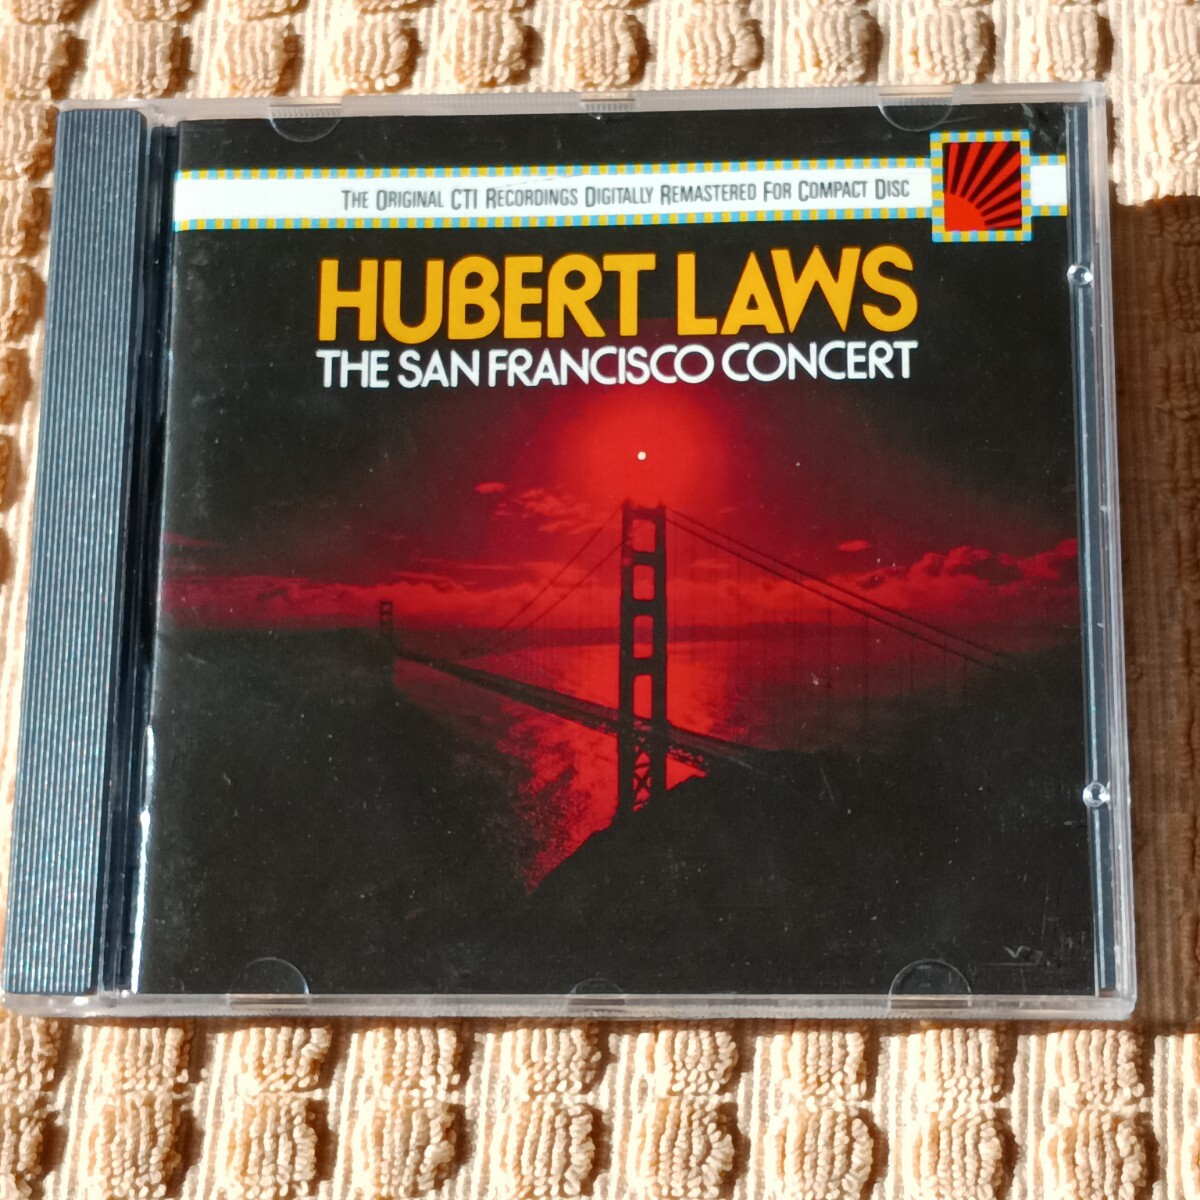 THE ORIGINAL CTI RECORDINGS DIGITALLY REMASTERED FOR COMPACT DISC
HUBERT LAWS
THE SAN FRANCISCO CONCERT